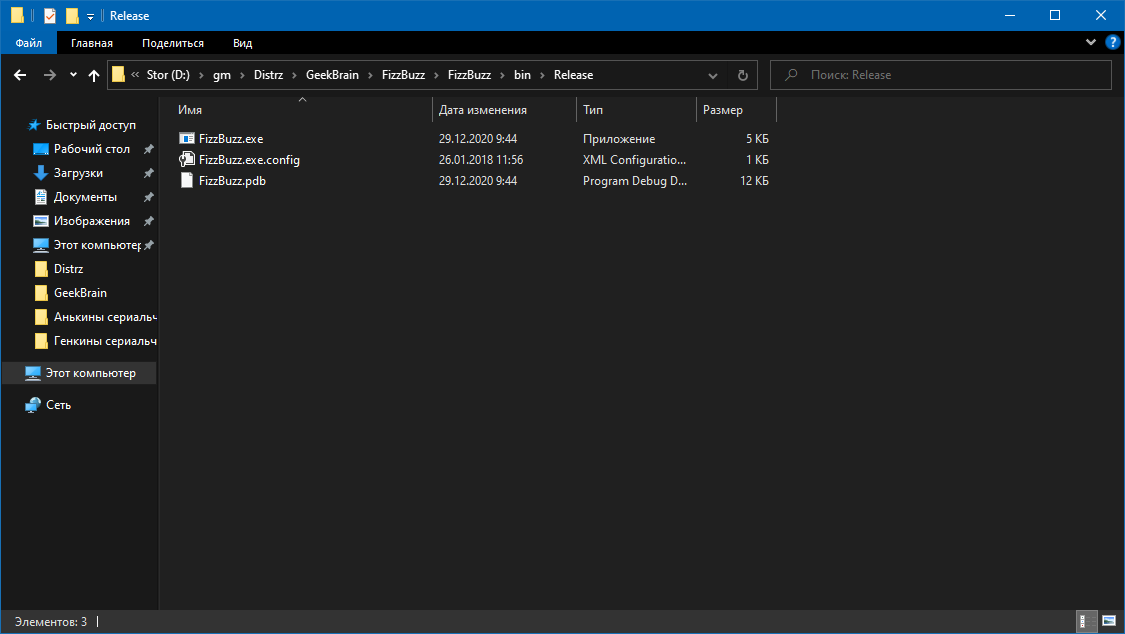 Release
Файл Главная Поделиться Вид
« Stor (D:) › gm › Distrz › GeekBrain › FizzBuzz › FizzBuzz › bin › Release
Поиск: Release
Имя Дата изменения Тип Размер
FizzBuzz.exe 29.12.2020 9:44 Приложение 5 КБ
FizzBuzz.exe.config 26.01.2018 11:56 XML Configuratio... 1 КБ
FizzBuzz.pdb 29.12.2020 9:44 Program Debug D... 12 КБ
Быстрый доступ
Рабочий стол
Загрузки
Документы
Изображения
Этот компьютер
Distrz
GeekBrain
Анькины сериальч
Генкины сериальч
Этот компьютер
Сеть
Элементов: 3